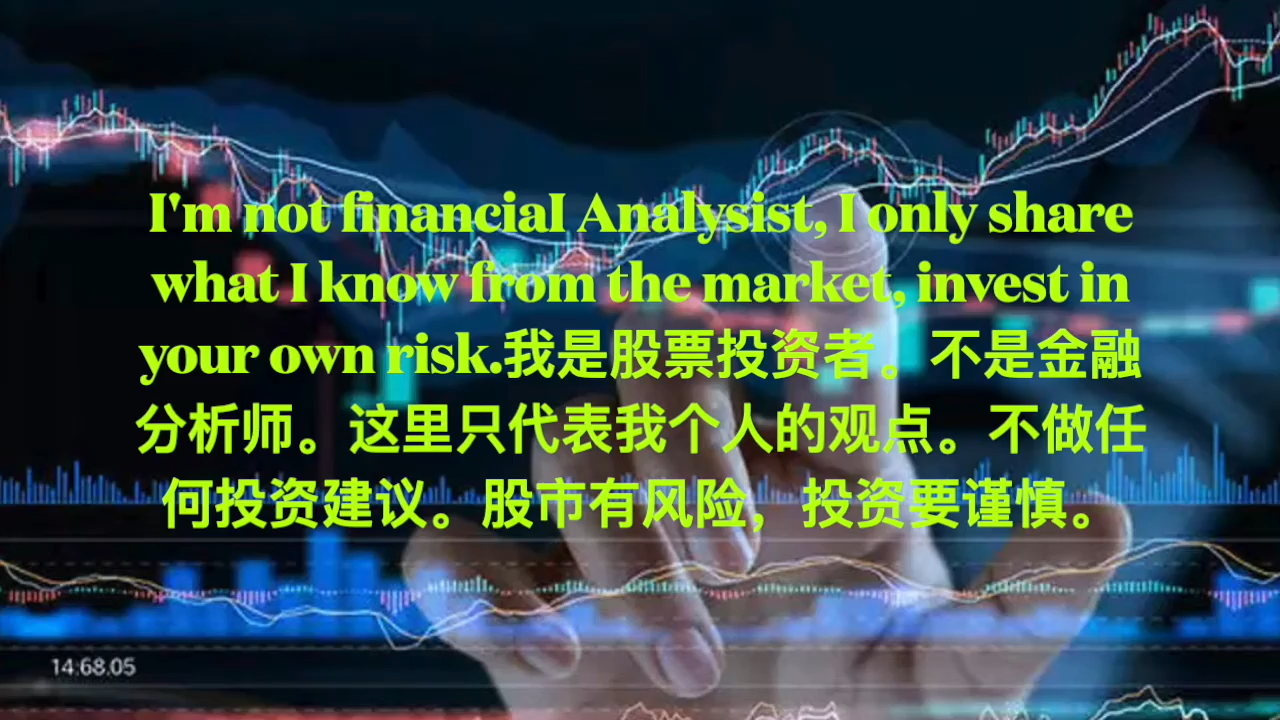 I'm not financial Analysist, I only share
what I know from the market, invest in
your own risk.我是股票投资者。不是金融
分析师。这里只代表我个人的观点。不做任
何投资建议。股市有风险，投资要谨慎。
14:68.05